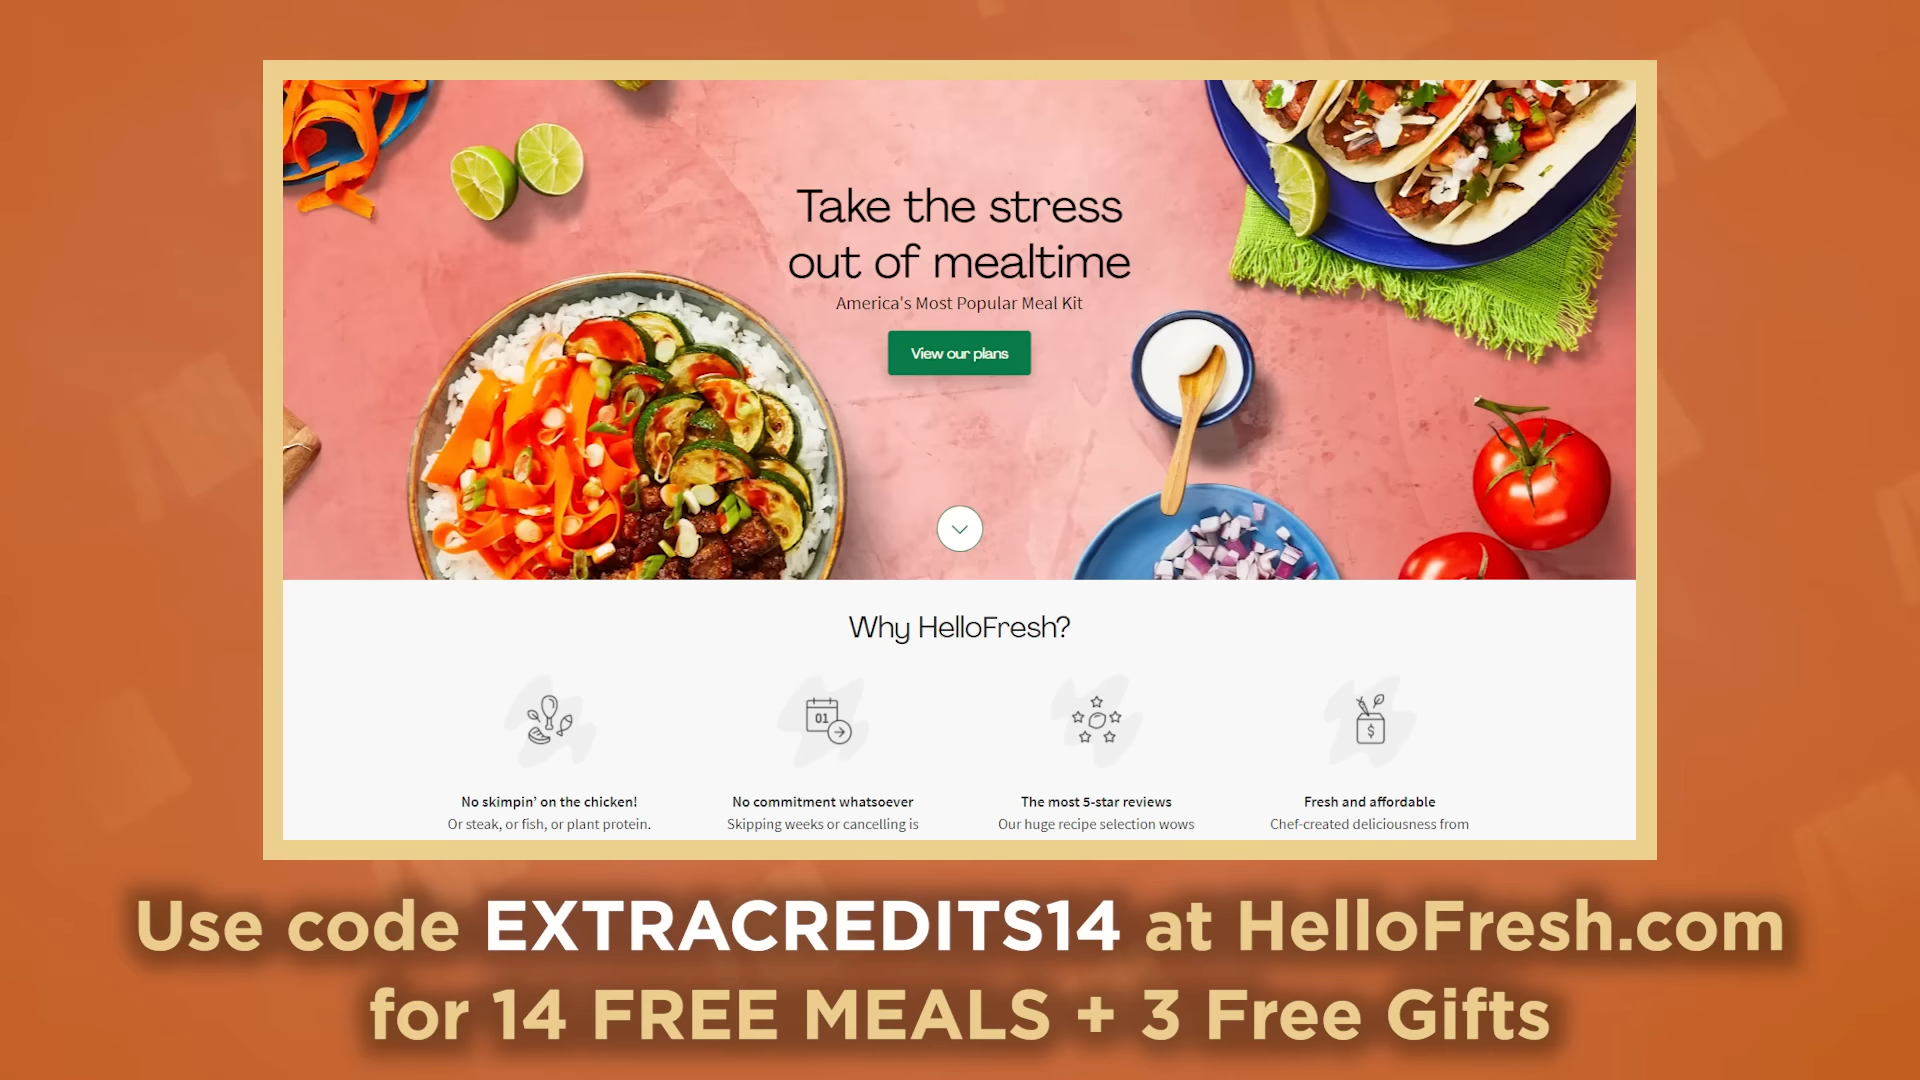 Take the stress
out of mealtime
America's Most Popular Meal Kit
View our plans
Why HelloFresh?
01
$
No skimpin’ on the chicken!
Or steak, or fish, or plant protein.
No commitment whatsoever
Skipping weeks or cancelling is
The most 5-star reviews
Our huge recipe selection wows
Fresh and affordable
Chef-created deliciousness from
Use code EXTRACREDITS14 at HelloFresh.com
for 14 FREE MEALS + 3 Free Gifts